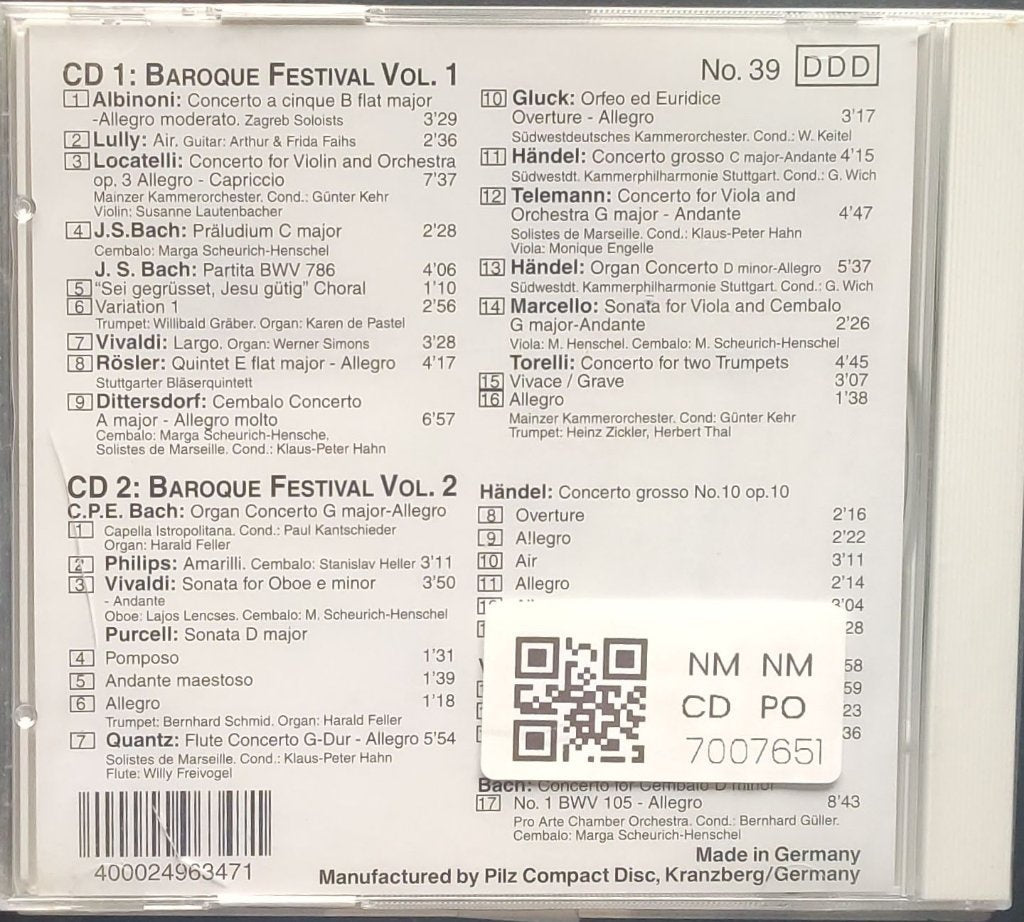 CD 1: BAROQUE FESTIVAL VOL. 1
1 Albinoni: Concerto a cinque B flat major
-Allegro moderato. Zagreb Soloists 3'29
2 Lully: Air. Guitar: Arthur & Frida Faihs 2'36
3 Locatelli: Concerto for Violin and Orchestra
op. 3 Allegro - Capriccio 7'37
Mainzer Kammerorchester. Cond.: Günter Kehr
Violin: Susanne Lautenbacher
4 J.S.Bach: Präludium C major 2'28
Cembalo: Marga Scheurich-Henschel
J. S. Bach: Partita BWV 786 4'06
5 "Sei gegrüsset, Jesu gütig" Choral 1'10
6 Variation 1 2'56
Trumpet: Willibald Gräber. Organ: Karen de Pastel
7 Vivaldi: Largo. Organ: Werner Simons 3'28
8 Rösler: Quintet E flat major - Allegro 4'17
Stuttgarter Bläserquintett
9 Dittersdorf: Cembalo Concerto
A major - Allegro molto 6'57
Cembalo: Marga Scheurich-Hensche,
Solistes de Marseille. Cond.: Klaus-Peter Hahn
No. 39 DDD
10 Gluck: Orfeo ed Euridice
Overture - Allegro 3'17
Südwestdeutsches Kammerorchester. Cond.: W. Keitel
11 Händel: Concerto grosso C major-Andante 4'15
Südwestdt. Kammerphilharmonie Stuttgart. Cond.: G. Wich
12 Telemann: Concerto for Viola and
Orchestra G major - Andante 4'47
Solistes de Marseille. Cond.: Klaus-Peter Hahn
Viola: Monique Engelle
13 Händel: Organ Concerto D minor-Allegro 5'37
Südwestdt. Kammerphilharmonie Stuttgart. Cond.: G. Wich
14 Marcello: Sonata for Viola and Cembalo
G major-Andante 2'26
Viola: M. Henschel. Cembalo: M. Scheurich-Henschel
Torelli: Concerto for two Trumpets 4'45
15 Vivace / Grave 3'07
16 Allegro 1'38
Mainzer Kammerorchester. Cond: Günter Kehr
Trumpet: Heinz Zickler, Herbert Thal
CD 2: BAROQUE FESTIVAL VOL. 2
C.P.E. Bach: Organ Concerto G major-Allegro
1 Capella Istropolitana. Cond.: Paul Kantschieder
Organ: Harald Feller
2 Philips: Amarilli. Cembalo: Stanislav Heller 3'11
3 Vivaldi: Sonata for Oboe e minor 3'50
- Andante
Oboe: Lajos Lencses. Cembalo: M. Scheurich-Henschel
Purcell: Sonata D major
4 Pomposo 1'31
5 Andante maestoso 1'39
6 Allegro 1'18
Trumpet: Bernhard Schmid. Organ: Harald Feller
7 Quantz: Flute Concerto G-Dur - Allegro 5'54
Solistes de Marseille. Cond.: Klaus-Peter Hahn
Flute: Willy Freivogel
Händel: Concerto grosso No.10 op.10
8 Overture 2'16
9 Allegro 2'22
10 Air 3'11
11 Allegro 2'14
3'04
28
58
59
23
36
NM NM
CD PO
7007651
Bach: Concerto for Cembalo D minor
17 No. 1 BWV 105 - Allegro 8'43
Pro Arte Chamber Orchestra. Cond.: Bernhard Güller.
Cembalo: Marga Scheurich-Henschel
400024963471
Made in Germany
Manufactured by Pilz Compact Disc, Kranzberg/Germany